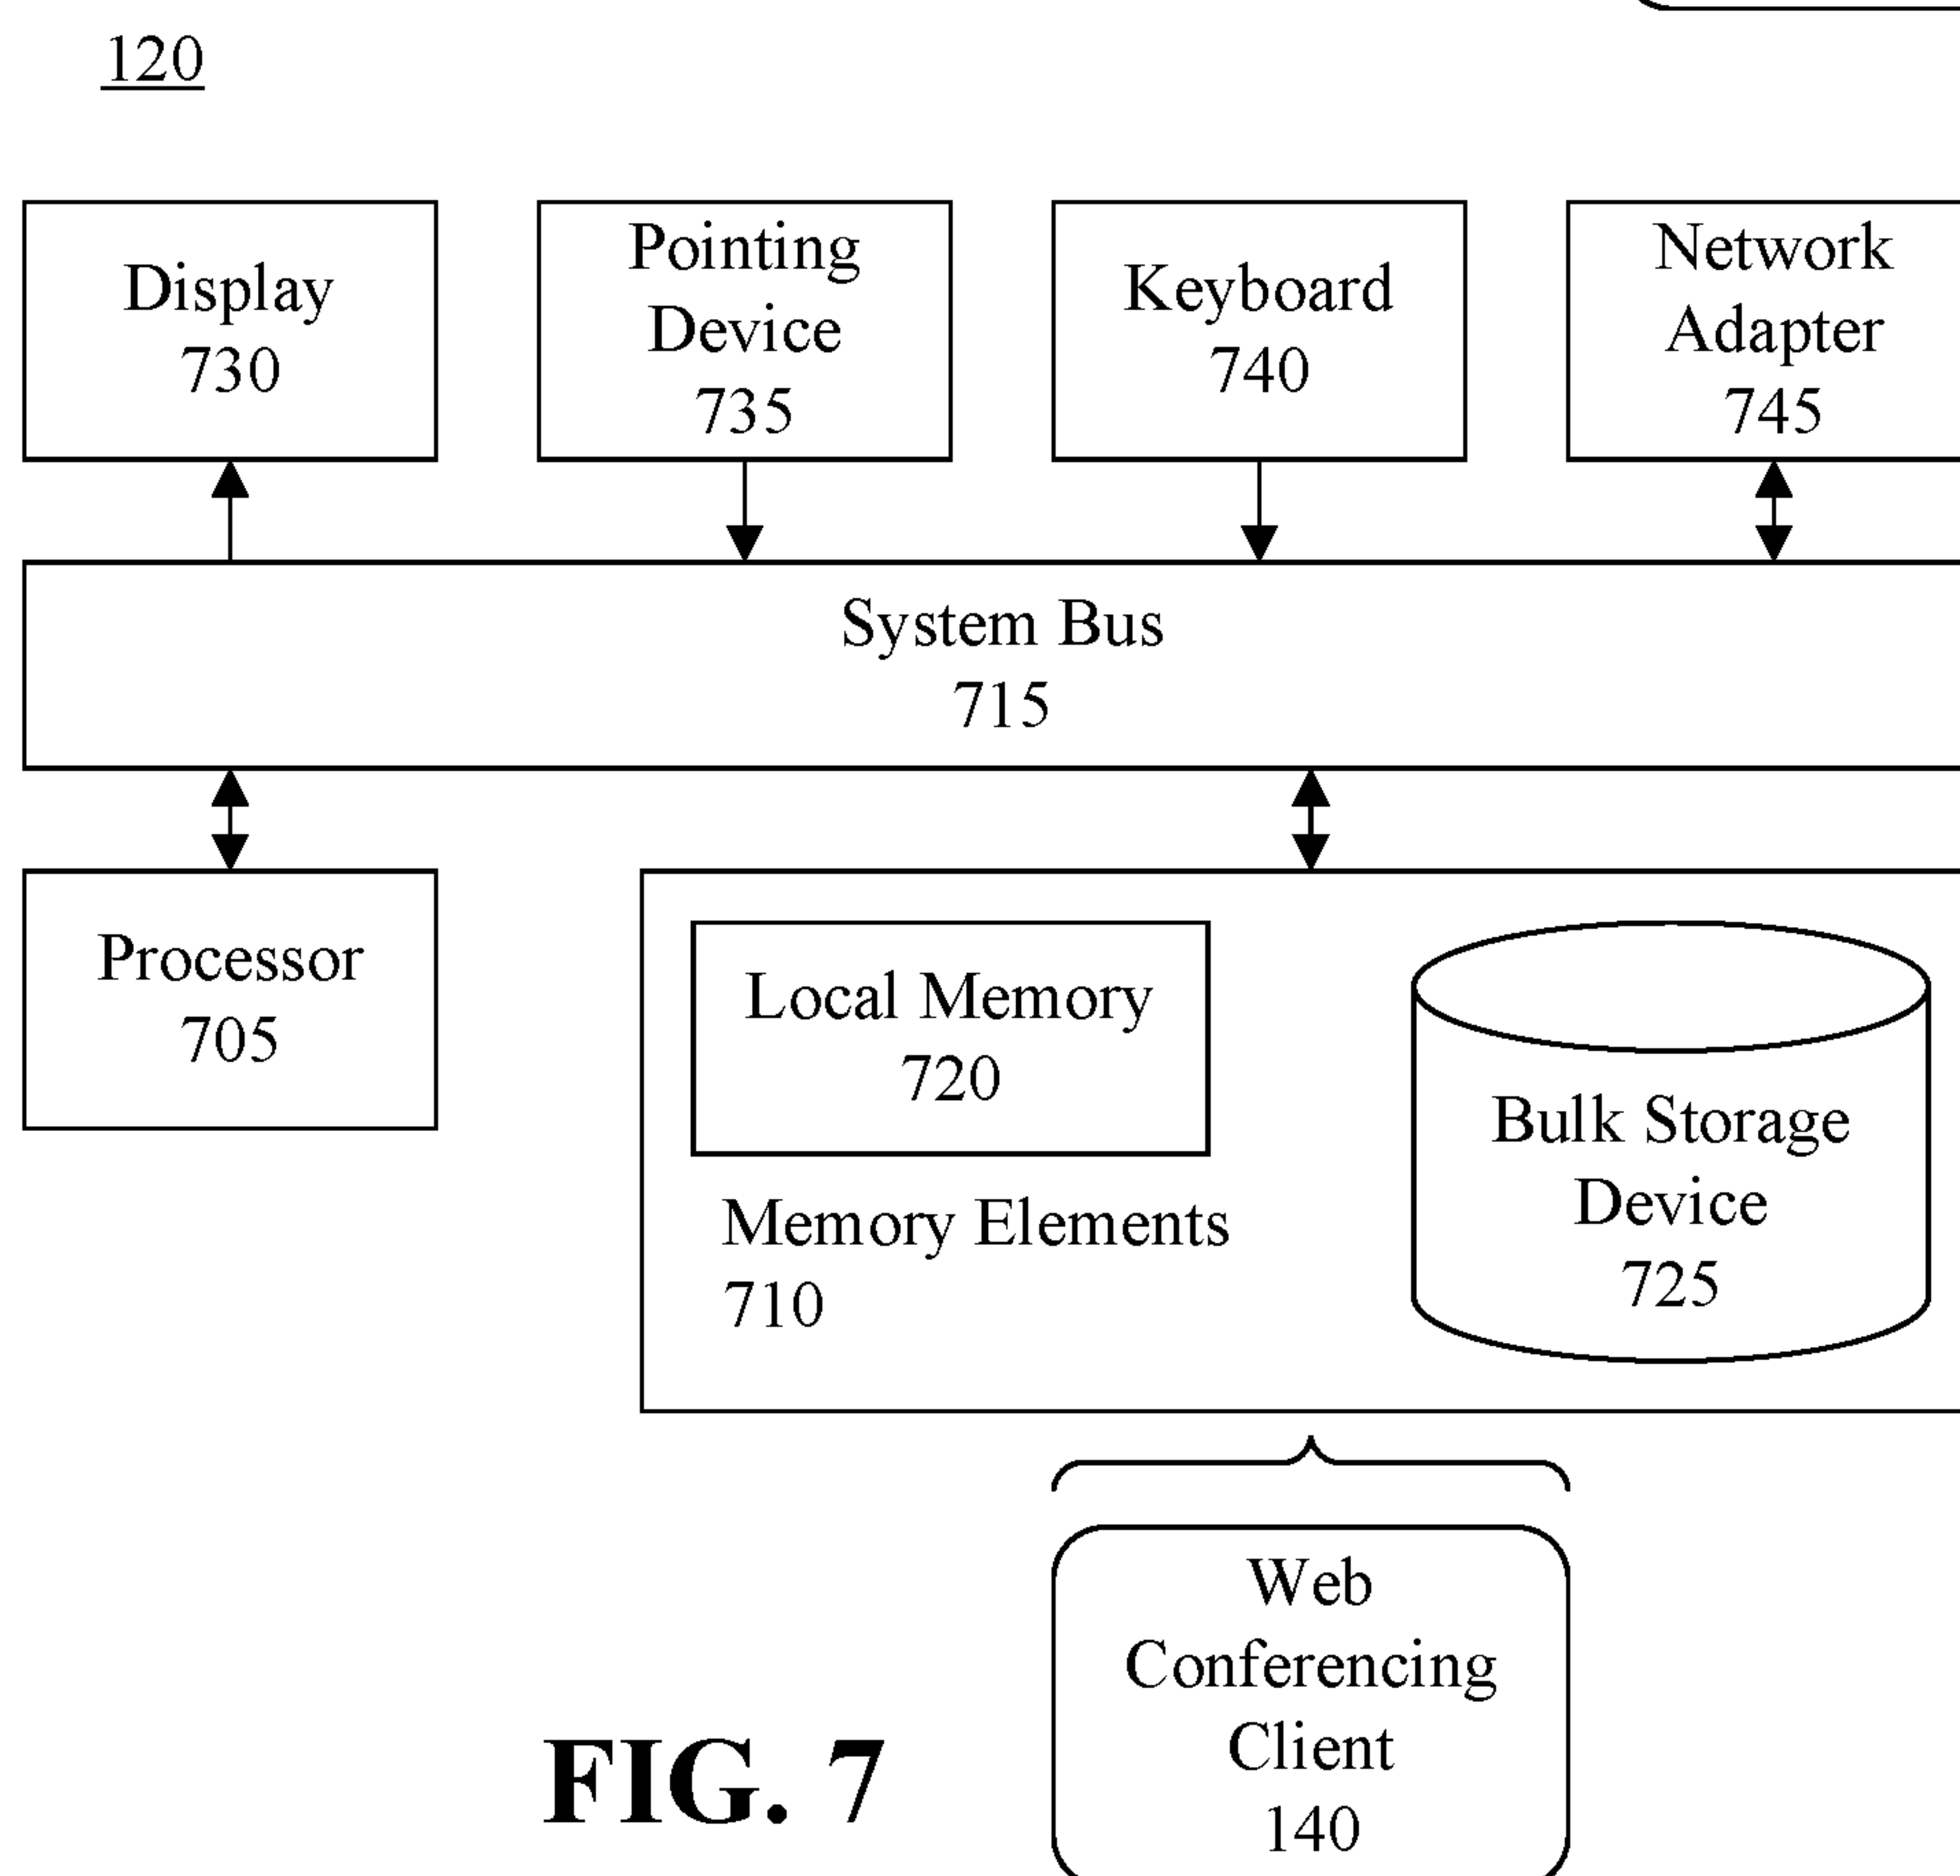 120
Display
730
Pointing
Device
735
Keyboard
740
Network
Adapter
745
System Bus
715
Processor
705
Local Memory
720
Memory Elements
710
Bulk Storage
Device
725
Web
Conferencing
Client
140
FIG. 7